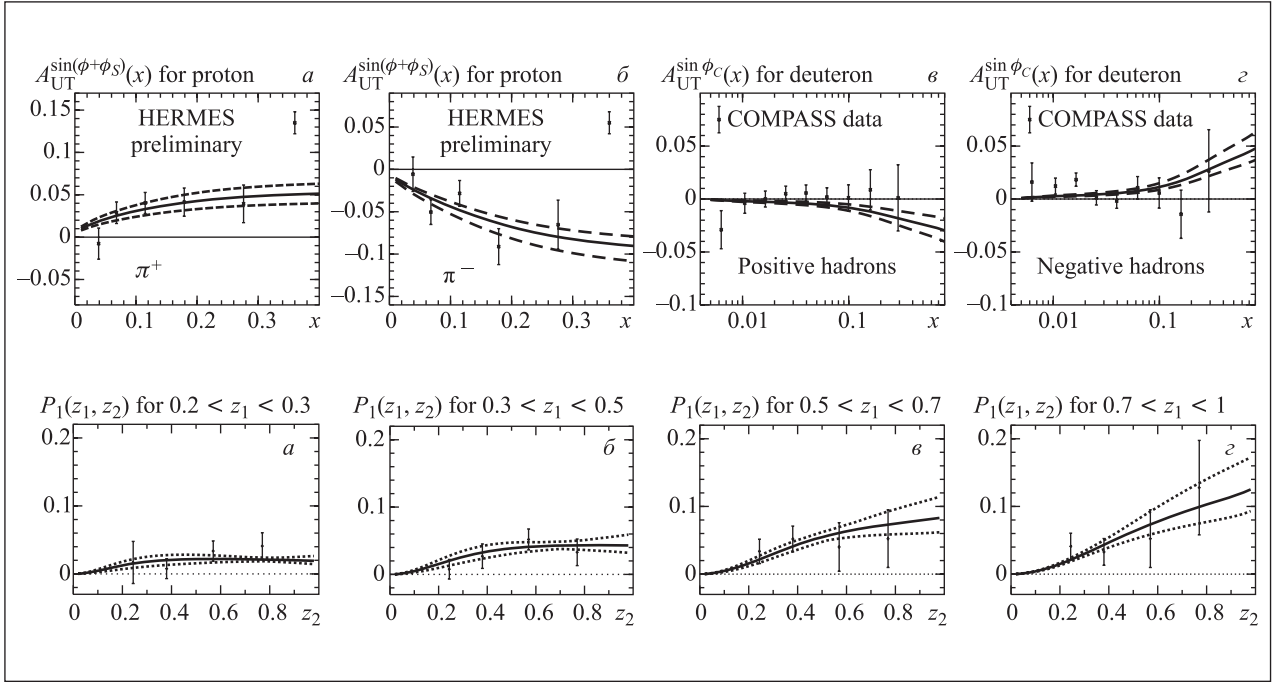 A_UT^sin(ϕ+ϕ_S)(x) for proton а
0.15
0.10
0.05
0
−0.05
HERMES
preliminary
π+
0 0.1 0.2 0.3 x
A_UT^sin(ϕ+ϕ_S)(x) for proton б
0.05
0
−0.05
−0.1
−0.15
HERMES
preliminary
π−
0 0.1 0.2 0.3 x
A_UT^sin ϕ_C(x) for deuteron в
0.05
0
−0.05
−0.1
COMPASS data
Positive hadrons
0.01 0.1 x
A_UT^sin ϕ_C(x) for deuteron г
0.05
0
−0.05
−0.1
COMPASS data
Negative hadrons
0.01 0.1 x
P_1(z_1, z_2) for 0.2 < z_1 < 0.3
а
0.2
0.1
0
0 0.2 0.4 0.6 0.8 z_2
P_1(z_1, z_2) for 0.3 < z_1 < 0.5
б
0.2
0.1
0
0 0.2 0.4 0.6 0.8 z_2
P_1(z_1, z_2) for 0.5 < z_1 < 0.7
в
0.2
0.1
0
0 0.2 0.4 0.6 0.8 z_2
P_1(z_1, z_2) for 0.7 < z_1 < 1
г
0.2
0.1
0
0 0.2 0.4 0.6 0.8 z_2